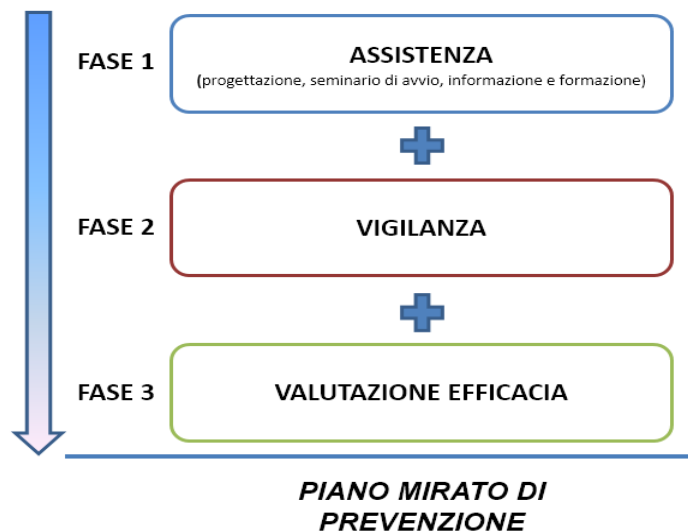 FASE 1
ASSISTENZA
(progettazione, seminario di avvio, informazione e formazione)
FASE 2
VIGILANZA
FASE 3
VALUTAZIONE EFFICACIA
PIANO MIRATO DI
PREVENZIONE